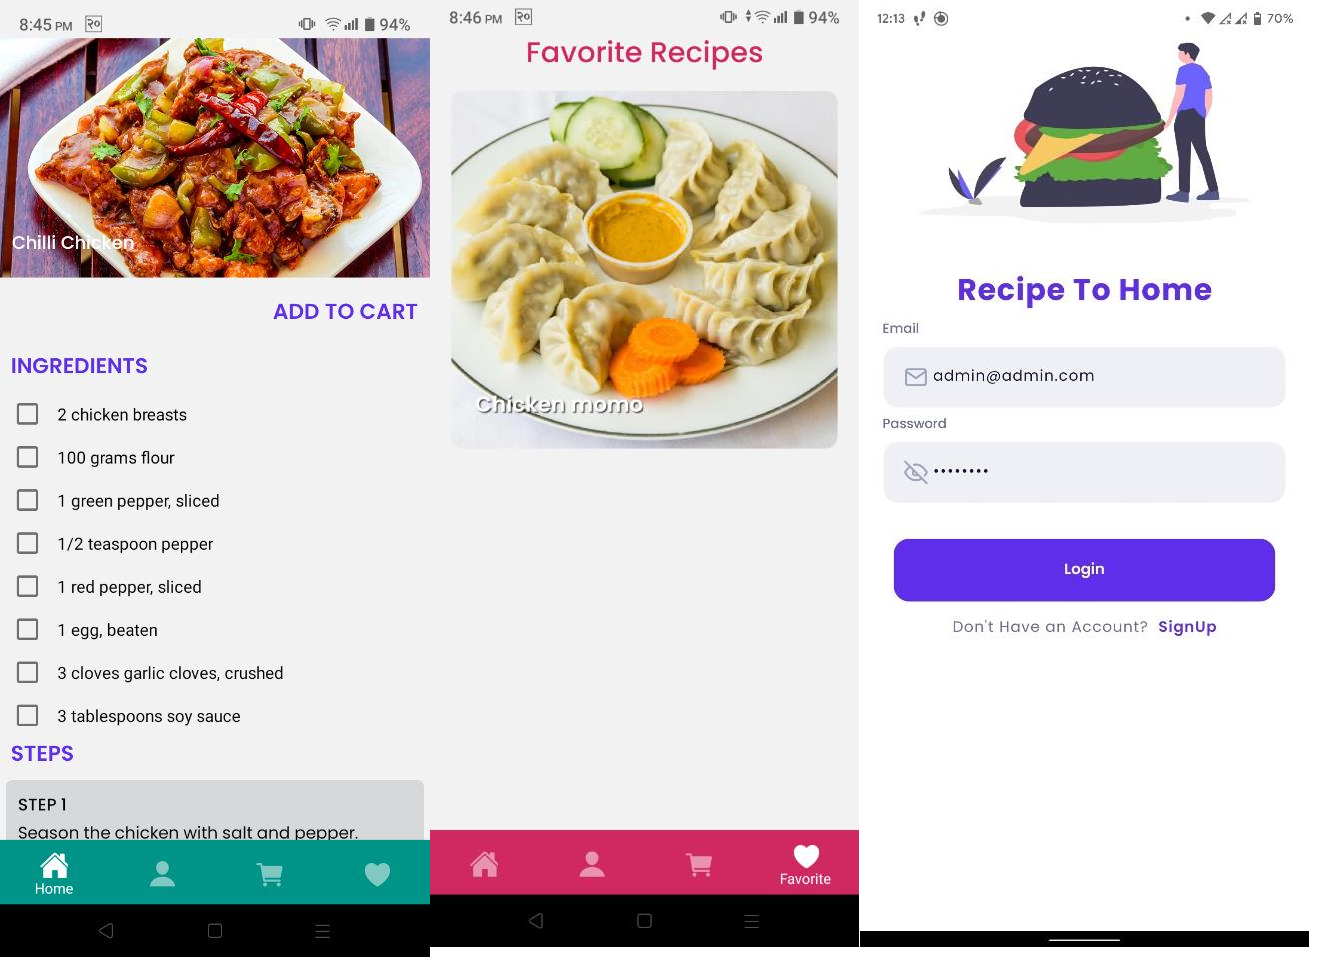 8:45 PM २० 94%
Chilli Chicken
ADD TO CART
INGREDIENTS
2 chicken breasts
100 grams flour
1 green pepper, sliced
1/2 teaspoon pepper
1 red pepper, sliced
1 egg, beaten
3 cloves garlic cloves, crushed
3 tablespoons soy sauce
STEPS
STEP 1
Season the chicken with salt and pepper.
Home
8:46 PM २० 94%
Favorite Recipes
Chicken momo
Favorite
12:13 70%
Recipe To Home
Email
admin@admin.com
Password
••••••••
Login
Don't Have an Account? SignUp